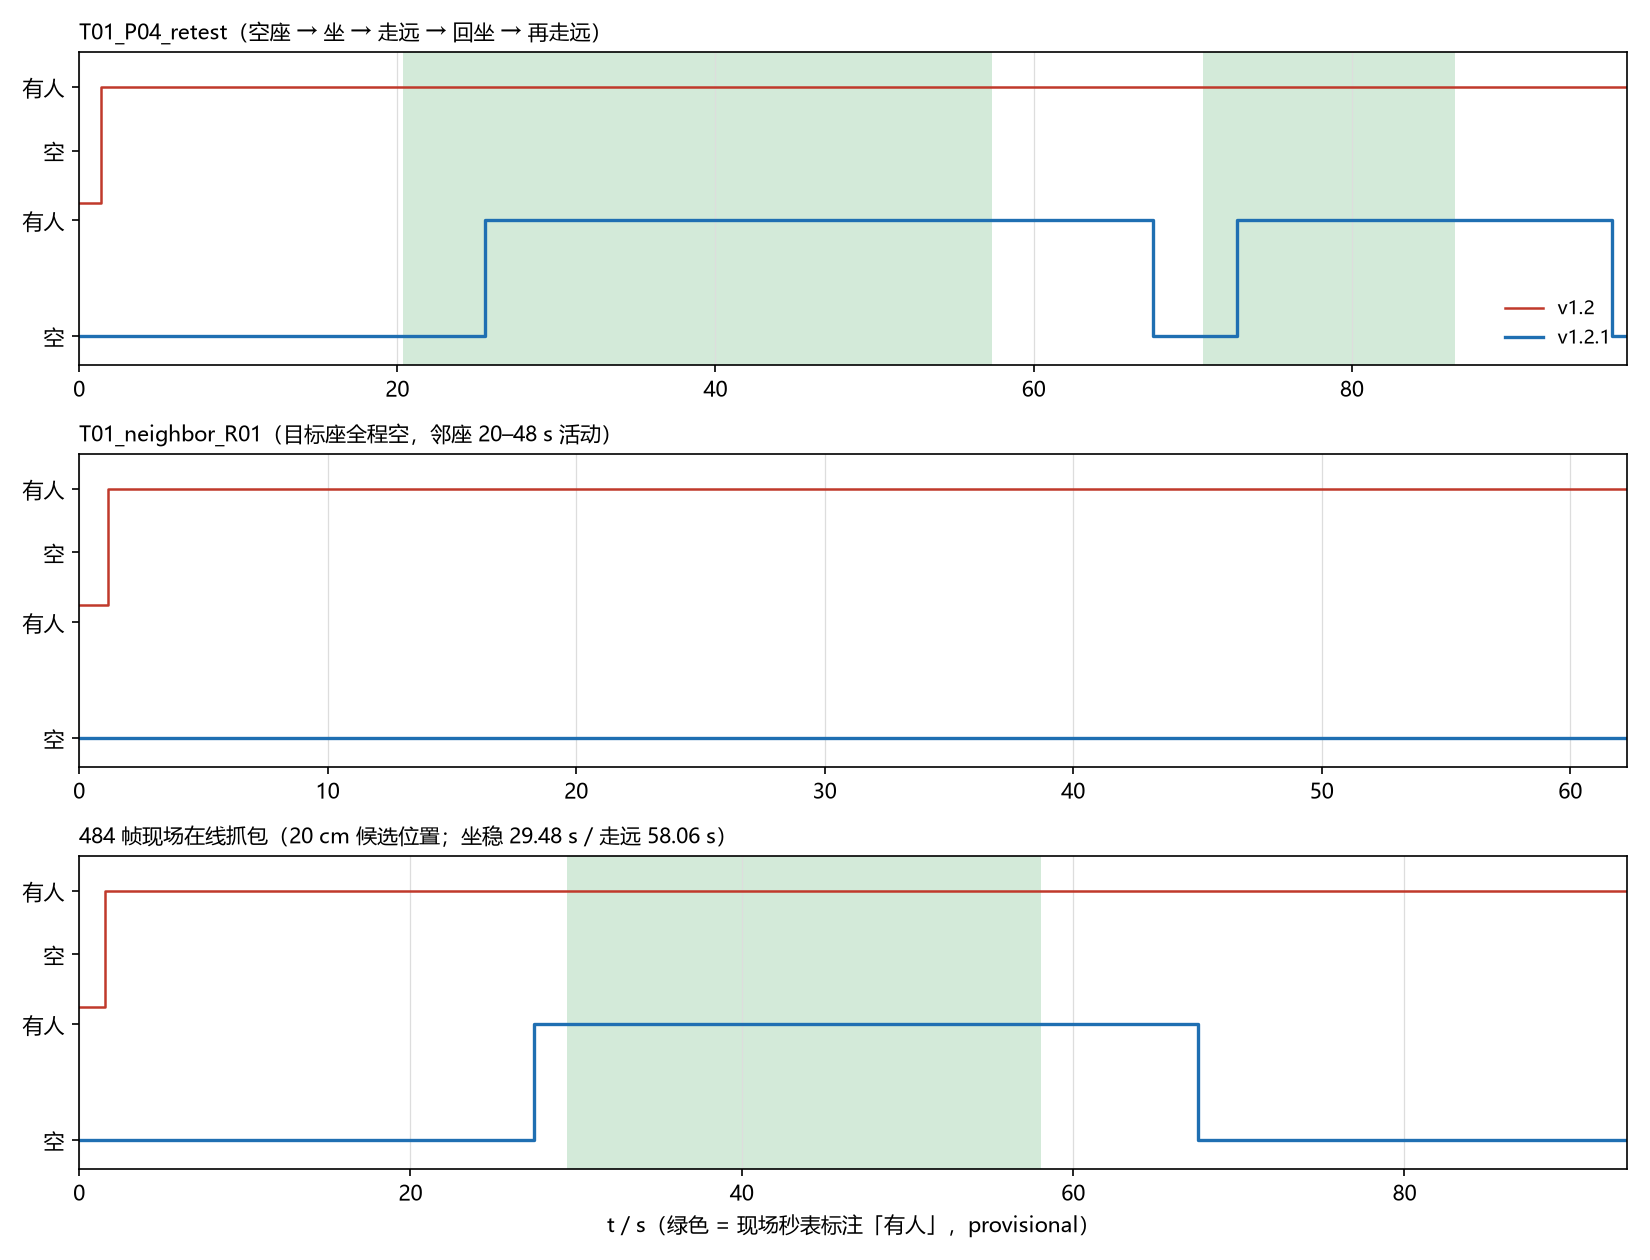 T01_P04_retest（空座 → 坐 → 走远 → 回坐 → 再走远）
有人
空
有人
空
v1.2
v1.2.1
0 20 40 60 80
T01_neighbor_R01（目标座全程空，邻座 20–48 s 活动）
有人
空
有人
空
0 10 20 30 40 50 60
484 帧现场在线抓包（20 cm 候选位置；坐稳 29.48 s / 走远 58.06 s）
有人
空
有人
空
0 20 40 60 80
t / s（绿色 = 现场秒表标注「有人」，provisional）